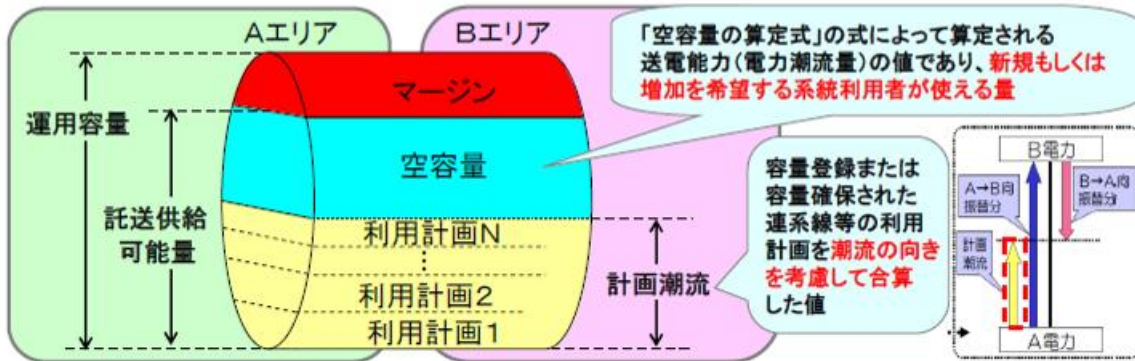 Aエリア
Bエリア
運用容量
託送供給
可能量
マージン
空容量
利用計画N
⋮
利用計画2
利用計画1
計画潮流
「空容量の算定式」の式によって算定される
送電能力(電力潮流量)の値であり、新規もしくは
増加を希望する系統利用者が使える量
容量登録または
容量確保された
連系線等の利用
計画を潮流の向き
を考慮して合算
した値
B電力
A→B向
振替分
B→A向
振替分
計画
潮流
A電力